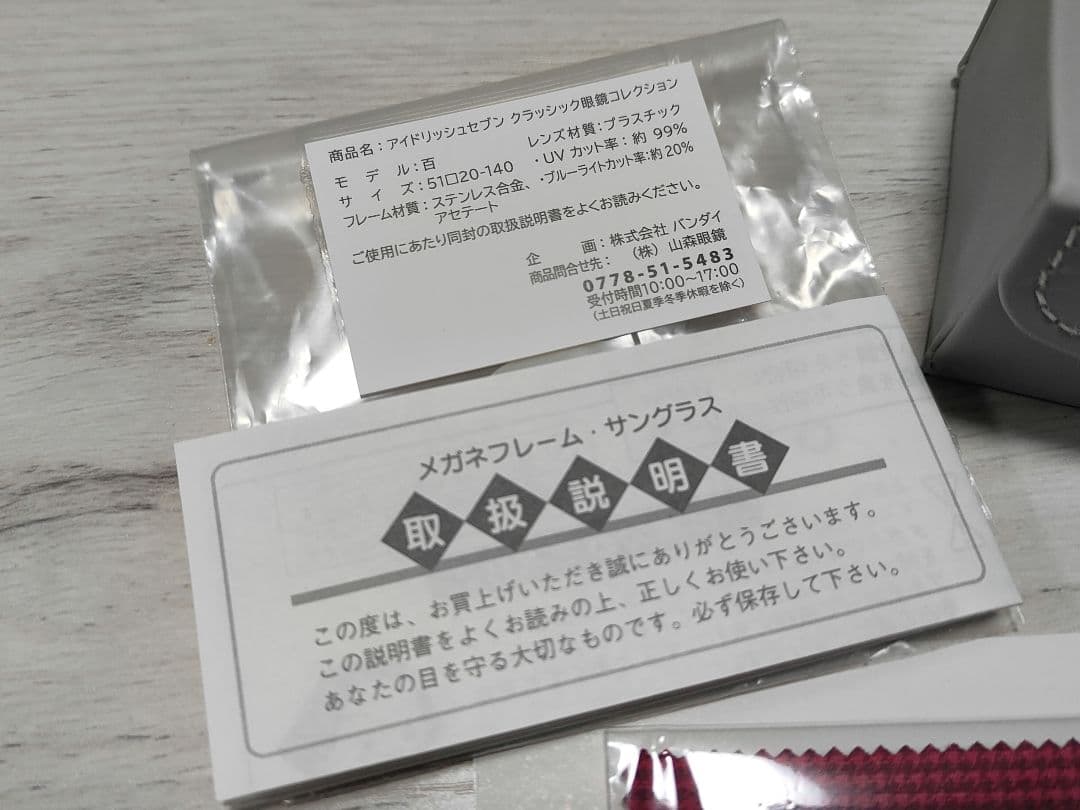 商品名：アイドリッシュセブン クラッシック眼鏡コレクション
モデル：百
レンズ材質：プラスチック
サイズ：51口20-140
・UVカット率：約 99%
フレーム材質：ステンレス合金、
・ブルーライトカット率：約20%
アセテート
ご使用にあたり同封の取扱説明書をよくお読みください。
企画：株式会社 バンダイ
商品問合せ先：（株）山森眼鏡
0778-51-5483
受付時間10:00～17:00
（土日祝日夏季冬季休暇を除く）
メガネフレーム・サングラス
取扱説明書
この度は、お買上げいただき誠にありがとうございます。
この説明書をよくお読みの上、正しくお使い下さい。
あなたの目を守る大切なものです。必ず保存して下さい。